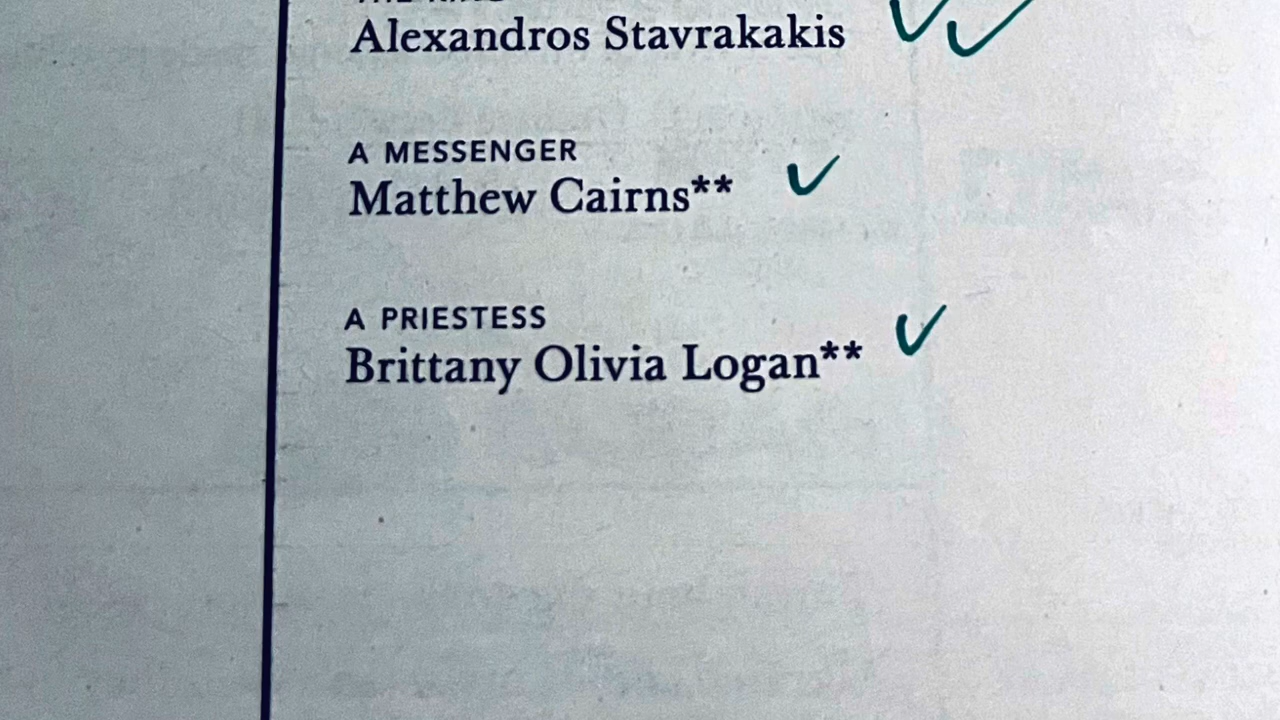 Alexandros Stavrakakis
A MESSENGER
Matthew Cairns**
A PRIESTESS
Brittany Olivia Logan**